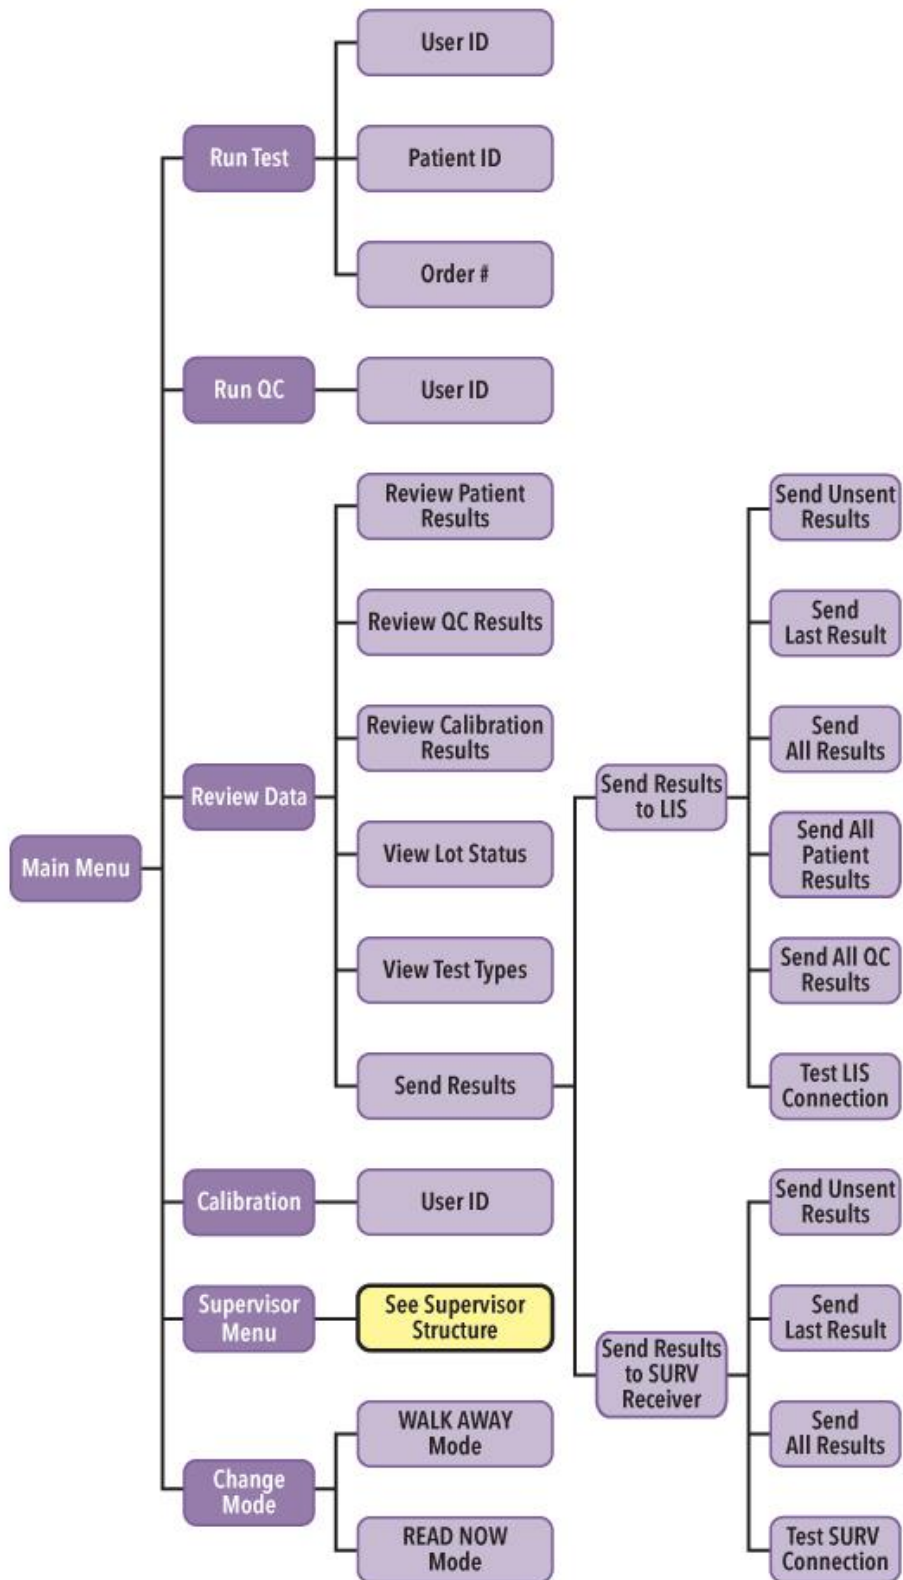 User ID
Run Test
Patient ID
Order #
Run QC
User ID
Review Patient
Results
Review QC Results
Review Calibration
Results
Review Data
View Lot Status
View Test Types
Send Results
Main Menu
Send Results
to LIS
Send Unsent
Results
Send
Last Result
Send
All Results
Send All
Patient
Results
Send All QC
Results
Test LIS
Connection
Send Results
to SURV
Receiver
Send Unsent
Results
Send
Last Result
Send
All Results
Test SURV
Connection
Calibration
User ID
Supervisor
Menu
See Supervisor
Structure
Change
Mode
WALK AWAY
Mode
READ NOW
Mode